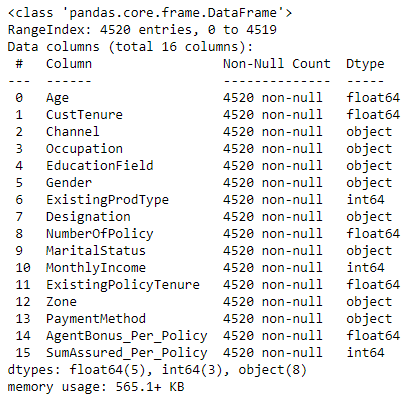 <class 'pandas.core.frame.DataFrame'>
RangeIndex: 4520 entries, 0 to 4519
Data columns (total 16 columns):
 #   Column                Non-Null Count  Dtype
---  ------                --------------  -----
 0   Age                   4520 non-null   float64
 1   CustTenure            4520 non-null   float64
 2   Channel               4520 non-null   object
 3   Occupation            4520 non-null   object
 4   EducationField        4520 non-null   object
 5   Gender                4520 non-null   object
 6   ExistingProdType      4520 non-null   int64
 7   Designation           4520 non-null   object
 8   NumberOfPolicy        4520 non-null   float64
 9   MaritalStatus         4520 non-null   object
 10  MonthlyIncome         4520 non-null   int64
 11  ExistingPolicyTenure  4520 non-null   float64
 12  Zone                  4520 non-null   object
 13  PaymentMethod         4520 non-null   object
 14  AgentBonus_Per_Policy  4520 non-null   float64
 15  SumAssured_Per_Policy  4520 non-null   int64
dtypes: float64(5), int64(3), object(8)
memory usage: 565.1+ KB